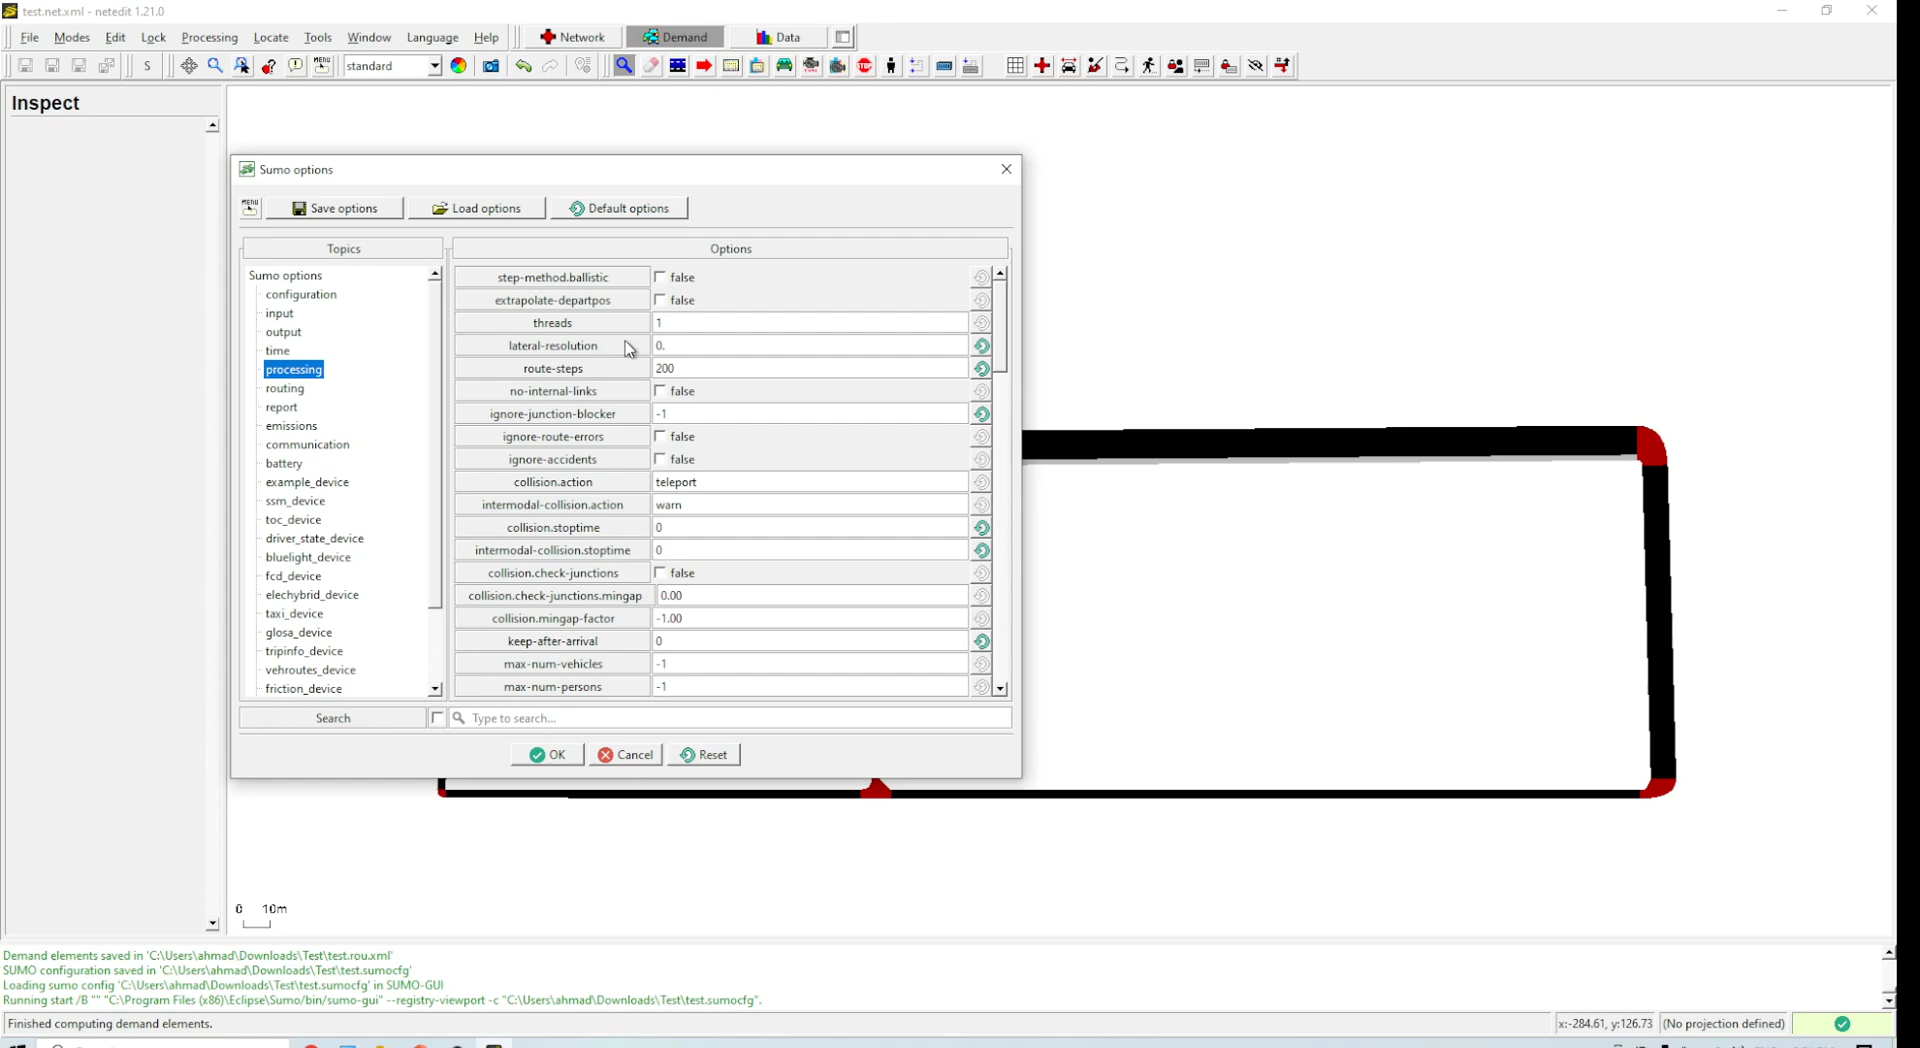 test.net.xml - netedit 1.21.0
File Modes Edit Lock Processing Locate Tools Window Language Help Network Demand Data
S MENU standard
Inspect
Sumo options
MENU Save options Load options Default options
Topics Options
Sumo options
configuration
input
output
time
processing
routing
report
emissions
communication
battery
example_device
ssm_device
toc_device
driver_state_device
bluelight_device
fcd_device
elechybrid_device
taxi_device
glosa_device
tripinfo_device
vehroutes_device
friction_device
step-method.ballistic false
extrapolate-departpos false
threads 1
lateral-resolution 0.
route-steps 200
no-internal-links false
ignore-junction-blocker -1
ignore-route-errors false
ignore-accidents false
collision.action teleport
intermodal-collision.action warn
collision.stoptime 0
intermodal-collision.stoptime 0
collision.check-junctions false
collision.check-junctions.mingap 0.00
collision.mingap-factor -1.00
keep-after-arrival 0
max-num-vehicles -1
max-num-persons -1
Search Type to search...
OK Cancel Reset
0 10m
Demand elements saved in 'C:\Users\ahmad\Downloads\Test\test.rou.xml'
SUMO configuration saved in 'C:\Users\ahmad\Downloads\Test\test.sumocfg'
Loading sumo config 'C:\Users\ahmad\Downloads\Test\test.sumocfg' in SUMO-GUI
Running start /B "" "C:\Program Files (x86)\Eclipse\Sumo/bin/sumo-gui" --registry-viewport -c "C:\Users\ahmad\Downloads\Test\test.sumocfg".
Finished computing demand elements. x:-284.61, y:126.73 (No projection defined)